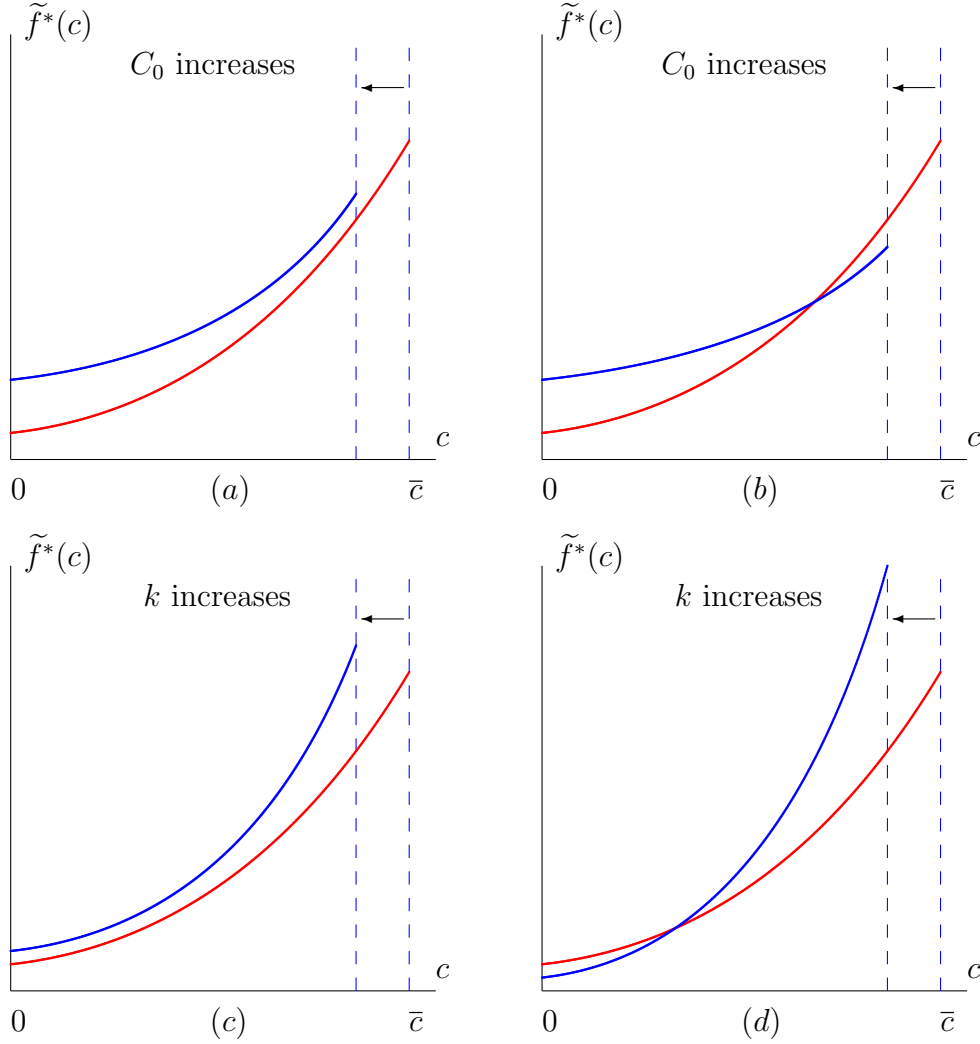 f̃*(c) f̃*(c)
C₀ increases C₀ increases
c c
0 (a) c̅ 0 (b) c̅
f̃*(c) f̃*(c)
k increases k increases
c c
0 (c) c̅ 0 (d) c̅